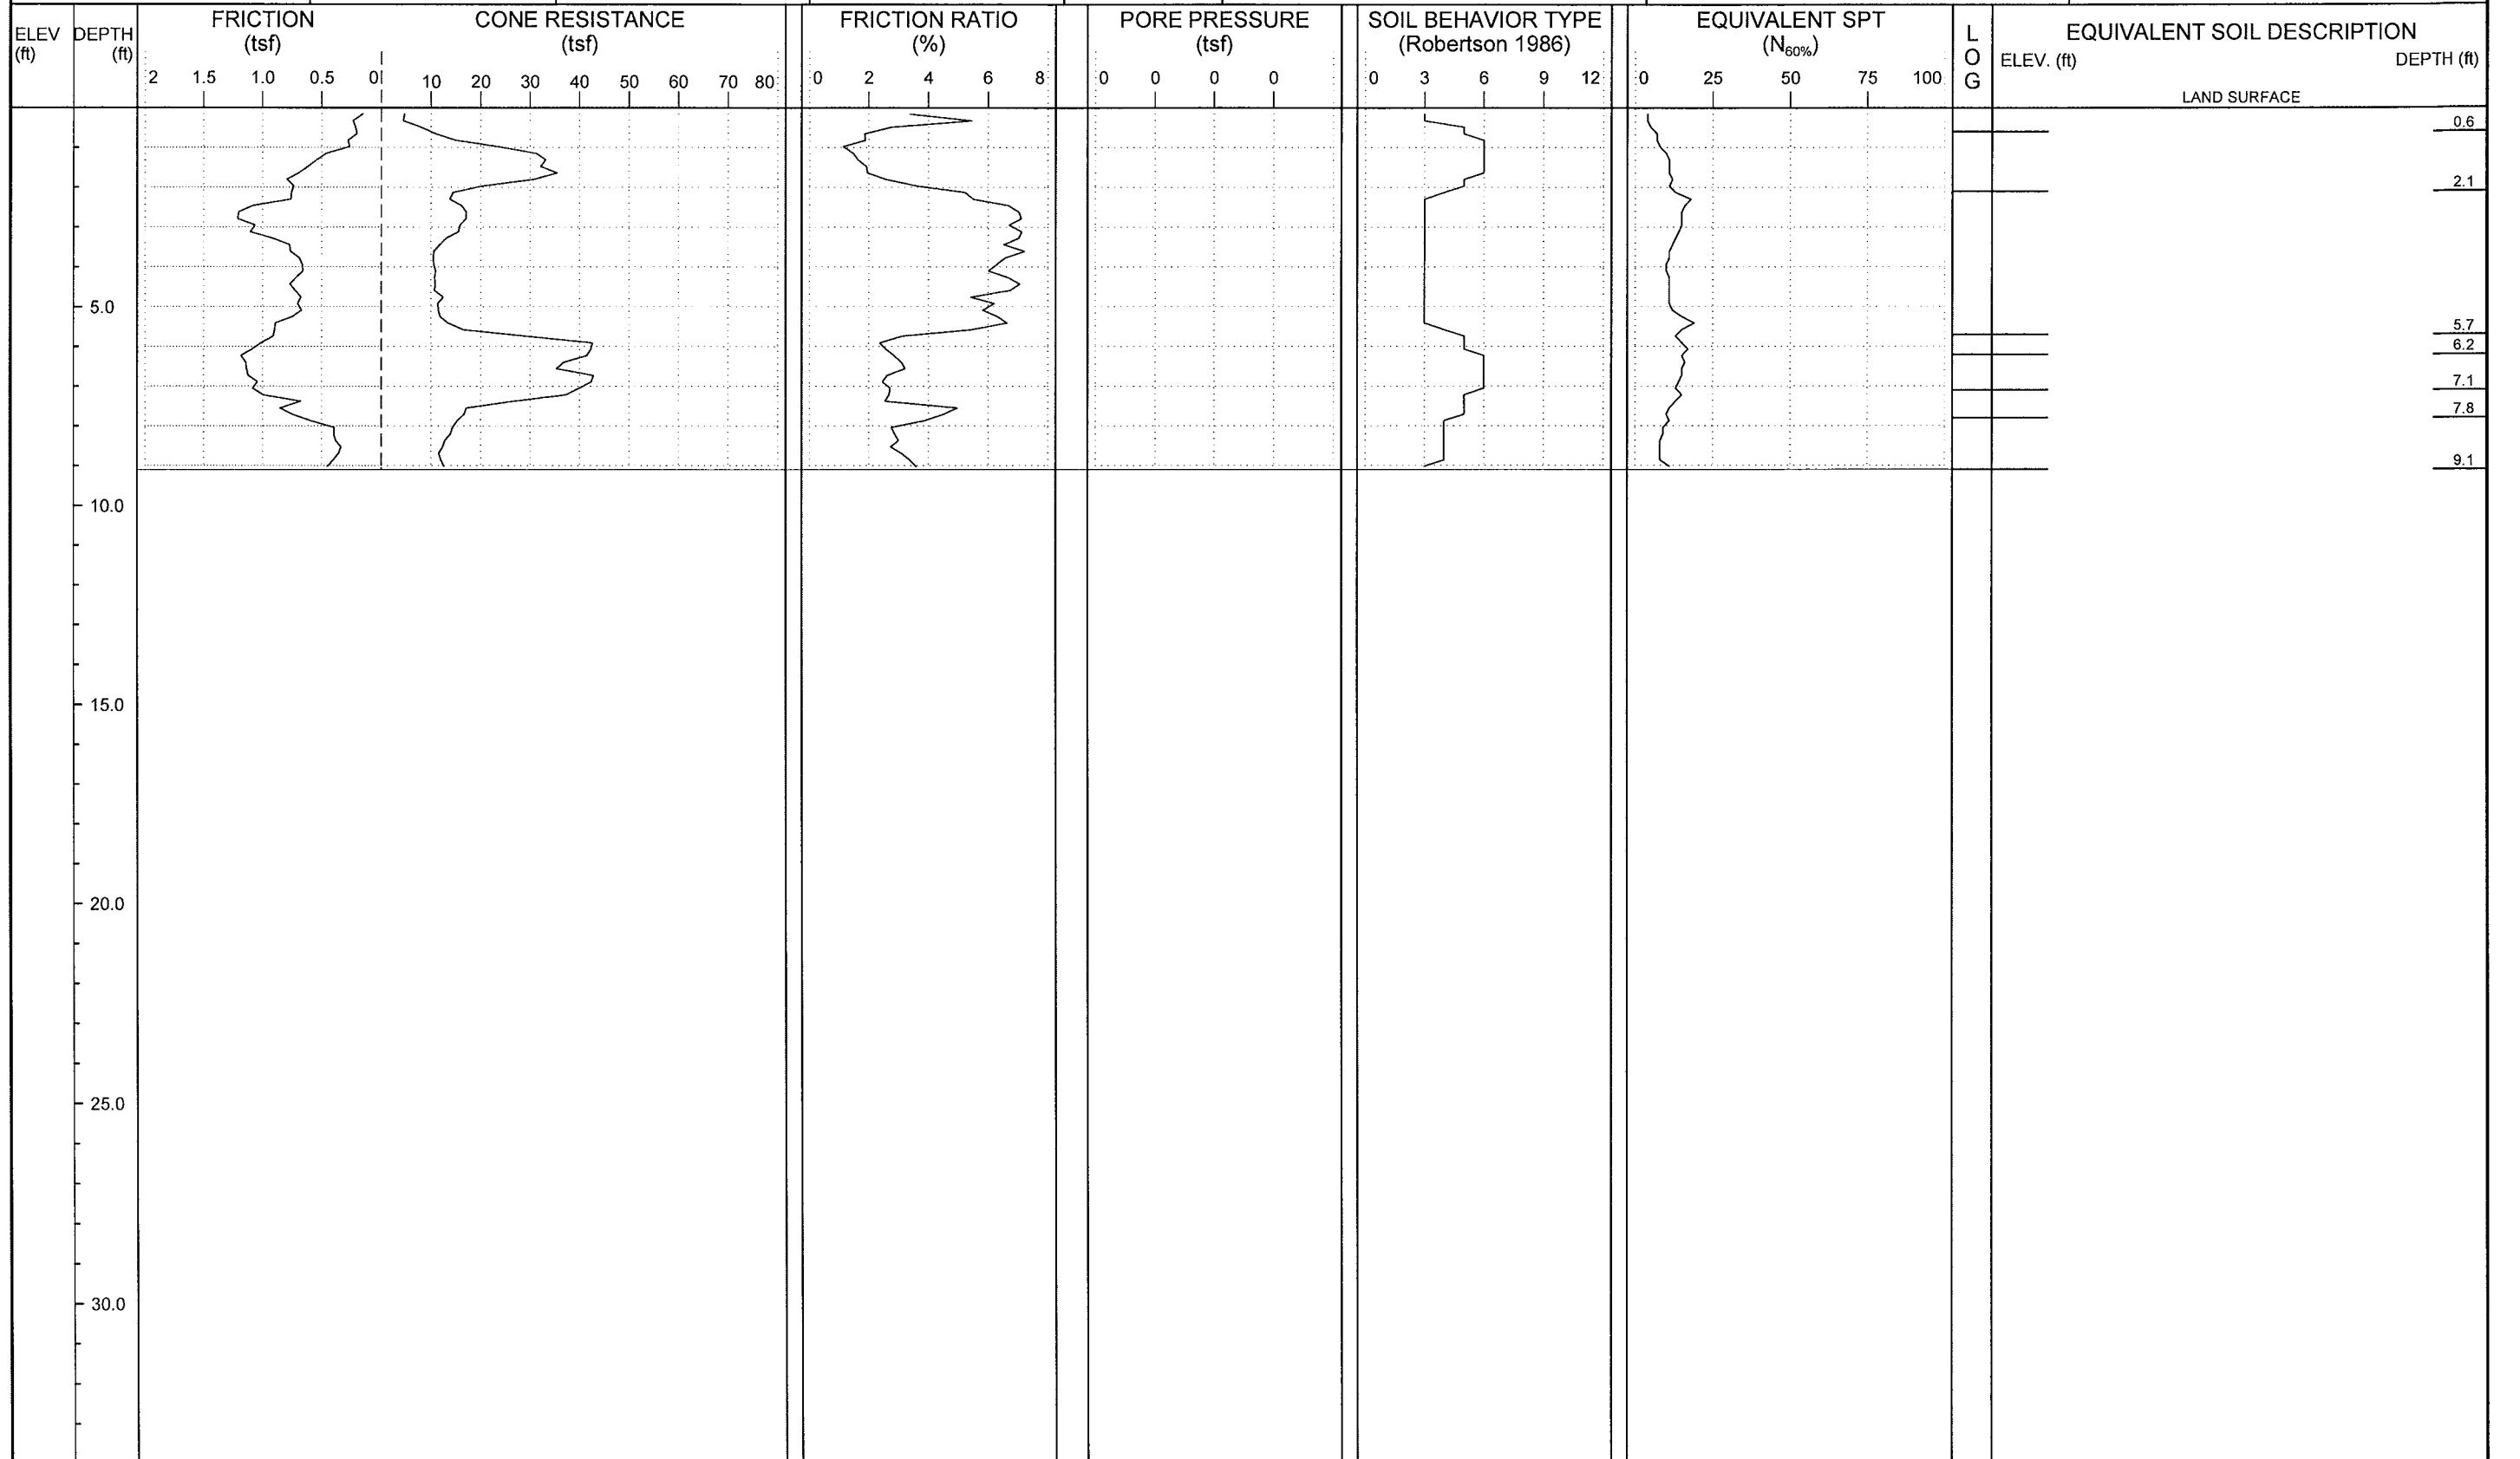 ELEV (ft)
DEPTH (ft)
FRICTION
(tsf)
2 1.5 1.0 0.5 0
CONE RESISTANCE
(tsf)
10 20 30 40 50 60 70 80
FRICTION RATIO
(%)
0 2 4 6 8
PORE PRESSURE
(tsf)
0 0 0 0
SOIL BEHAVIOR TYPE
(Robertson 1986)
0 3 6 9 12
EQUIVALENT SPT
(N60%)
0 25 50 75 100
LOG
EQUIVALENT SOIL DESCRIPTION
ELEV. (ft) DEPTH (ft)
LAND SURFACE
0.6
2.1
5.0
5.7
6.2
7.1
7.8
9.1
10.0
15.0
20.0
25.0
30.0